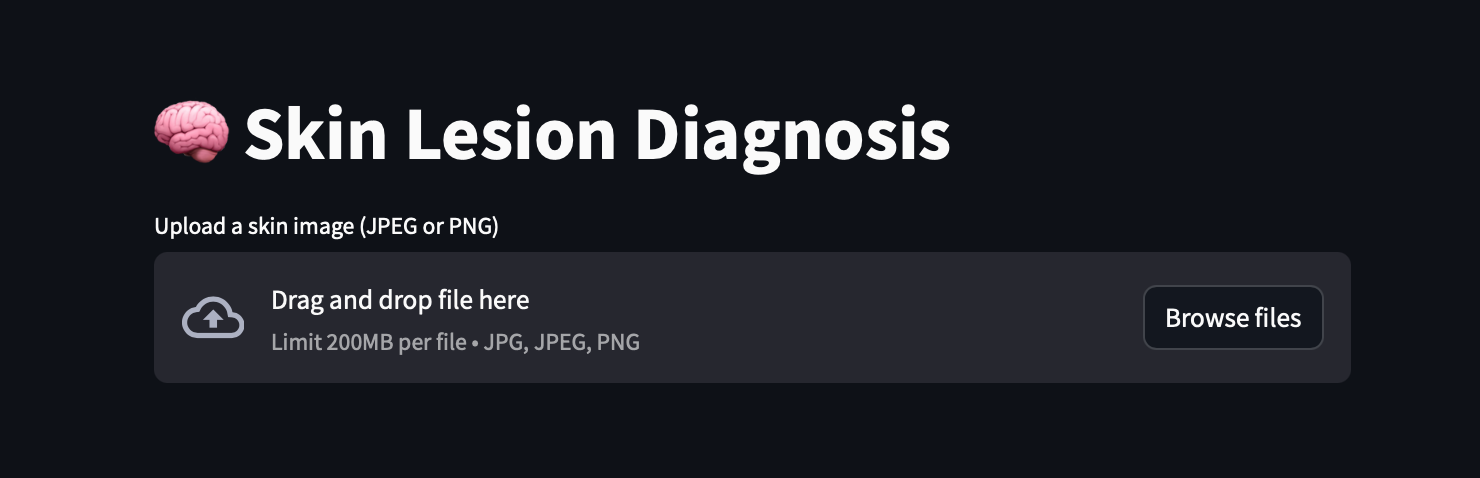 🧠 Skin Lesion Diagnosis
Upload a skin image (JPEG or PNG)
Drag and drop file here
Limit 200MB per file • JPG, JPEG, PNG
Browse files